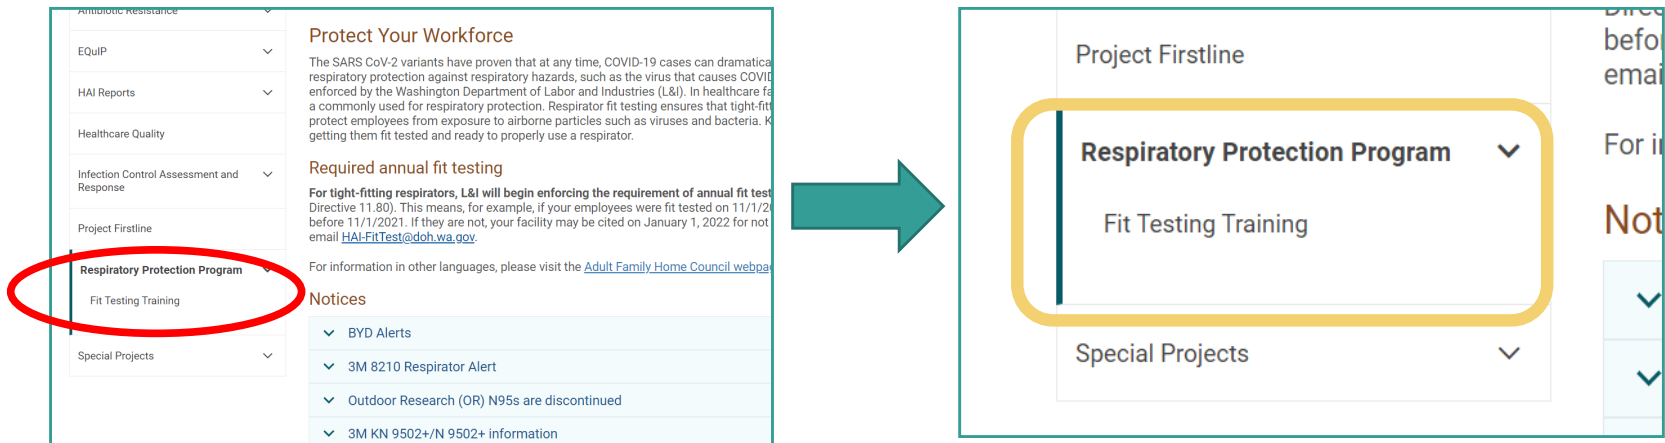 Antibiotic Resistance
EQuIP
HAI Reports
Healthcare Quality
Infection Control Assessment and
Response
Project Firstline
Respiratory Protection Program
Fit Testing Training
Special Projects
Protect Your Workforce
The SARS CoV-2 variants have proven that at any time, COVID-19 cases can dramatica
respiratory protection against respiratory hazards, such as the virus that causes COVID
enforced by the Washington Department of Labor and Industries (L&I). In healthcare fa
a commonly used for respiratory protection. Respirator fit testing ensures that tight-fitt
protect employees from exposure to airborne particles such as viruses and bacteria. K
getting them fit tested and ready to properly use a respirator.
Required annual fit testing
For tight-fitting respirators, L&I will begin enforcing the requirement of annual fit test
Directive 11.80). This means, for example, if your employees were fit tested on 11/1/20
before 11/1/2021. If they are not, your facility may be cited on January 1, 2022 for not
email HAI-FitTest@doh.wa.gov.
For information in other languages, please visit the Adult Family Home Council webpag
Notices
BYD Alerts
3M 8210 Respirator Alert
Outdoor Research (OR) N95s are discontinued
3M KN 9502+/N 9502+ information
Project Firstline
Respiratory Protection Program
Fit Testing Training
Special Projects
befo
emai
For i
Not